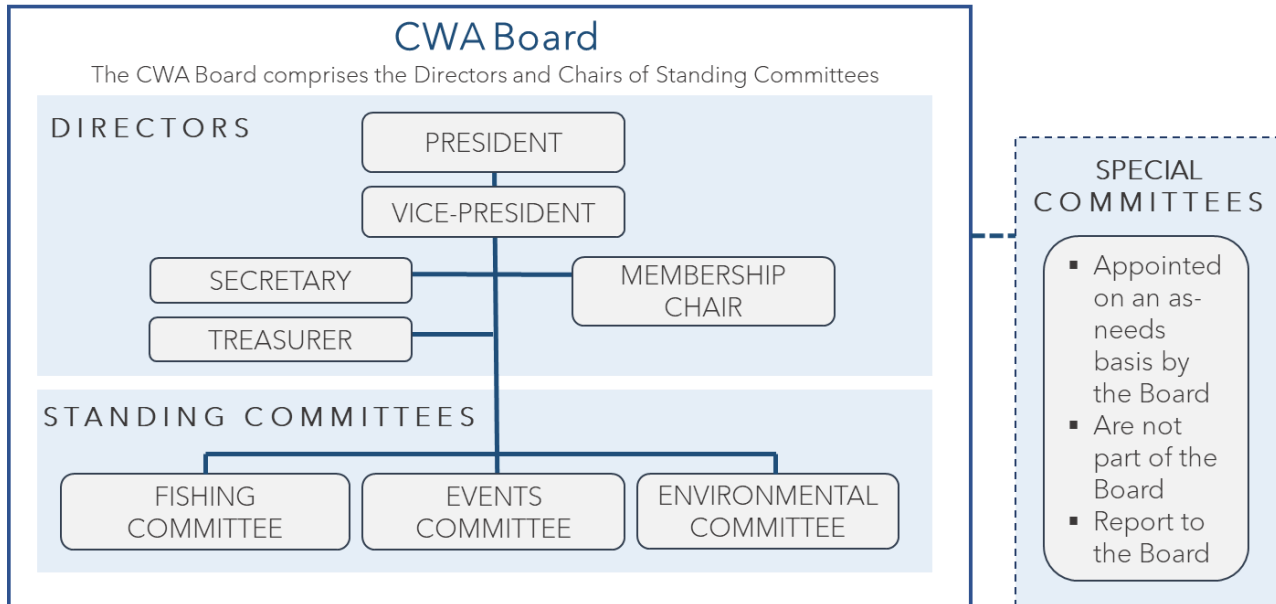 CWA Board
The CWA Board comprises the Directors and Chairs of Standing Committees
DIRECTORS
PRESIDENT
VICE-PRESIDENT
SECRETARY
MEMBERSHIP
CHAIR
TREASURER
STANDING COMMITTEES
FISHING
COMMITTEE
EVENTS
COMMITTEE
ENVIRONMENTAL
COMMITTEE
SPECIAL
COMMITTEES
▪ Appointed
on an as-
needs
basis by
the Board
▪ Are not
part of the
Board
▪ Report to
the Board